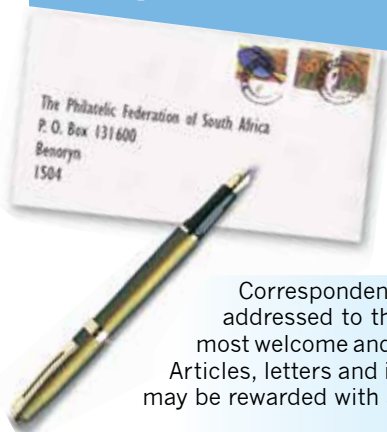 The Philatelic Federation of South Africa
P. O. Box 131600
Benoryn
1504
Corresponden
addressed to th
most welcome and
Articles, letters and i
may be rewarded with